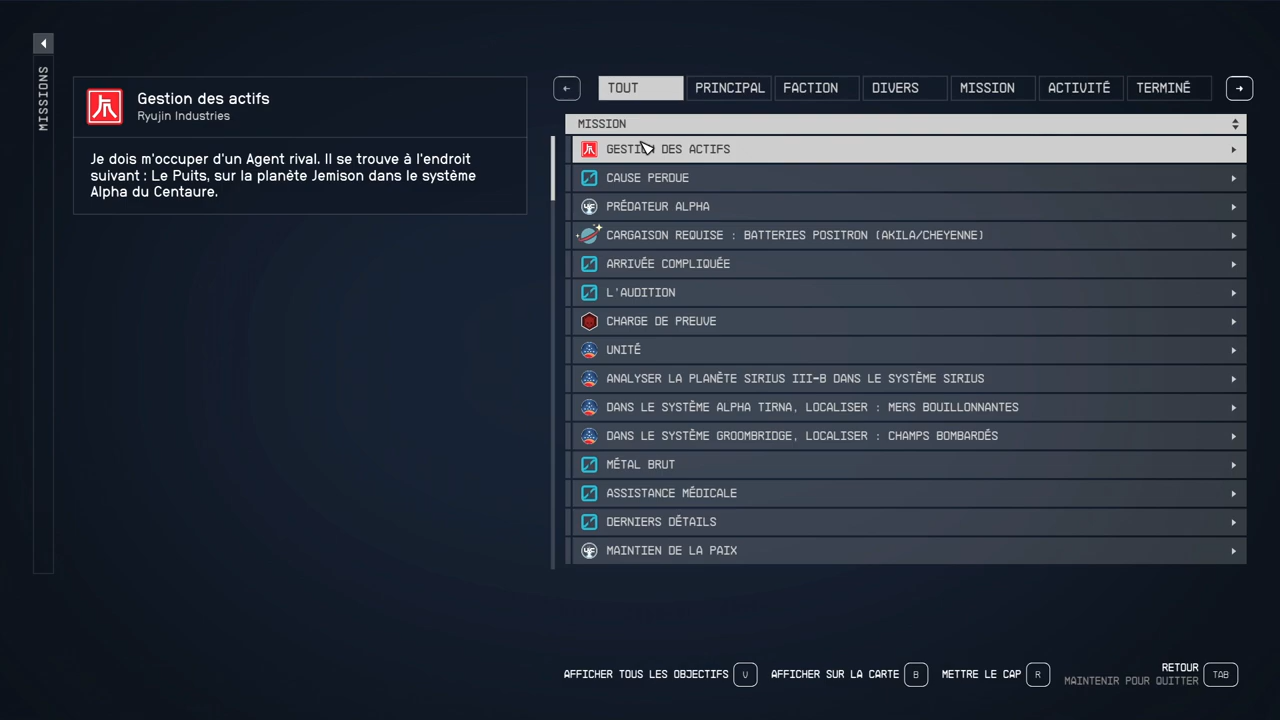 MISSIONS
Gestion des actifs
Ryujin Industries
Je dois m'occuper d'un Agent rival. Il se trouve à l'endroit
suivant : Le Puits, sur la planète Jemison dans le système
Alpha du Centaure.
TOUT PRINCIPAL FACTION DIVERS MISSION ACTIVITÉ TERMINÉ
MISSION
GESTION DES ACTIFS
CAUSE PERDUE
PRÉDATEUR ALPHA
CARGAISON REQUISE : BATTERIES POSITRON (AKILA/CHEYENNE)
ARRIVÉE COMPLIQUÉE
L'AUDITION
CHARGE DE PREUVE
UNITÉ
ANALYSER LA PLANÈTE SIRIUS III-B DANS LE SYSTÈME SIRIUS
DANS LE SYSTÈME ALPHA TIRNA, LOCALISER : MERS BOUILLONNANTES
DANS LE SYSTÈME GROOMBRIDGE, LOCALISER : CHAMPS BOMBARDÉS
MÉTAL BRUT
ASSISTANCE MÉDICALE
DERNIERS DÉTAILS
MAINTIEN DE LA PAIX
AFFICHER TOUS LES OBJECTIFS V AFFICHER SUR LA CARTE B METTRE LE CAP R RETOUR TAB
MAINTENIR POUR QUITTER